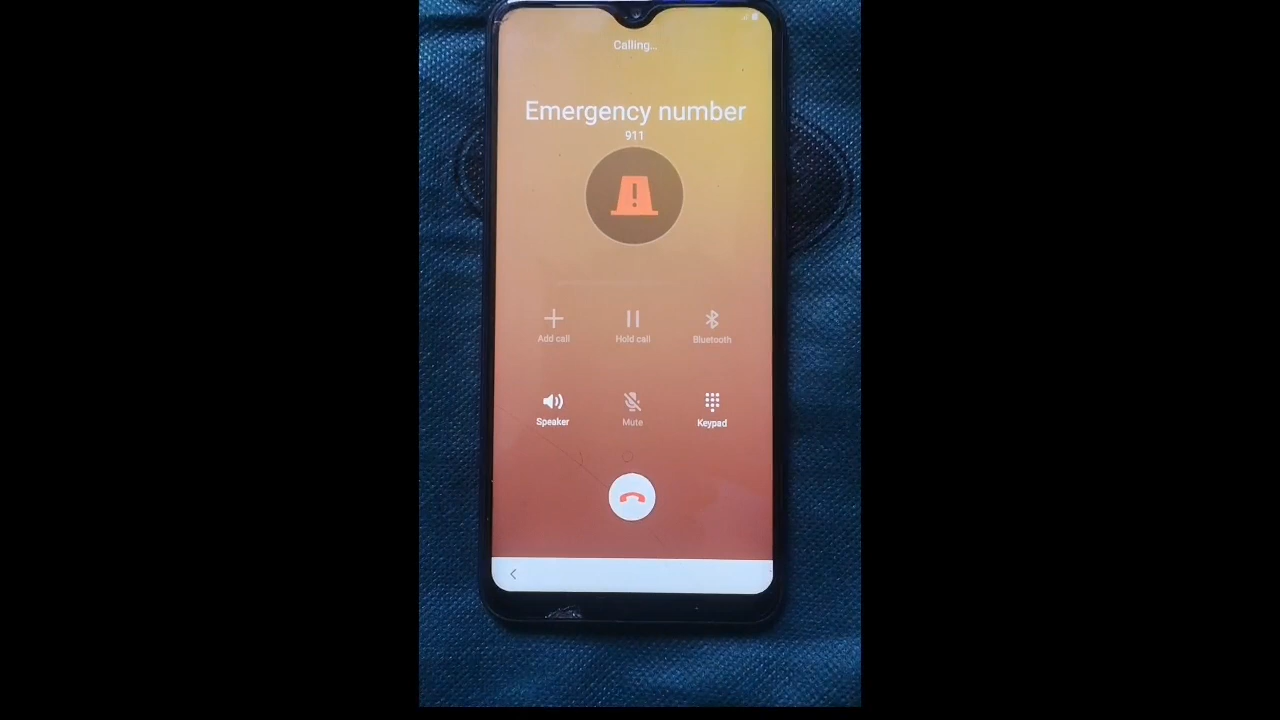 Calling...
Emergency number
911
Add call
Hold call
Bluetooth
Speaker
Mute
Keypad